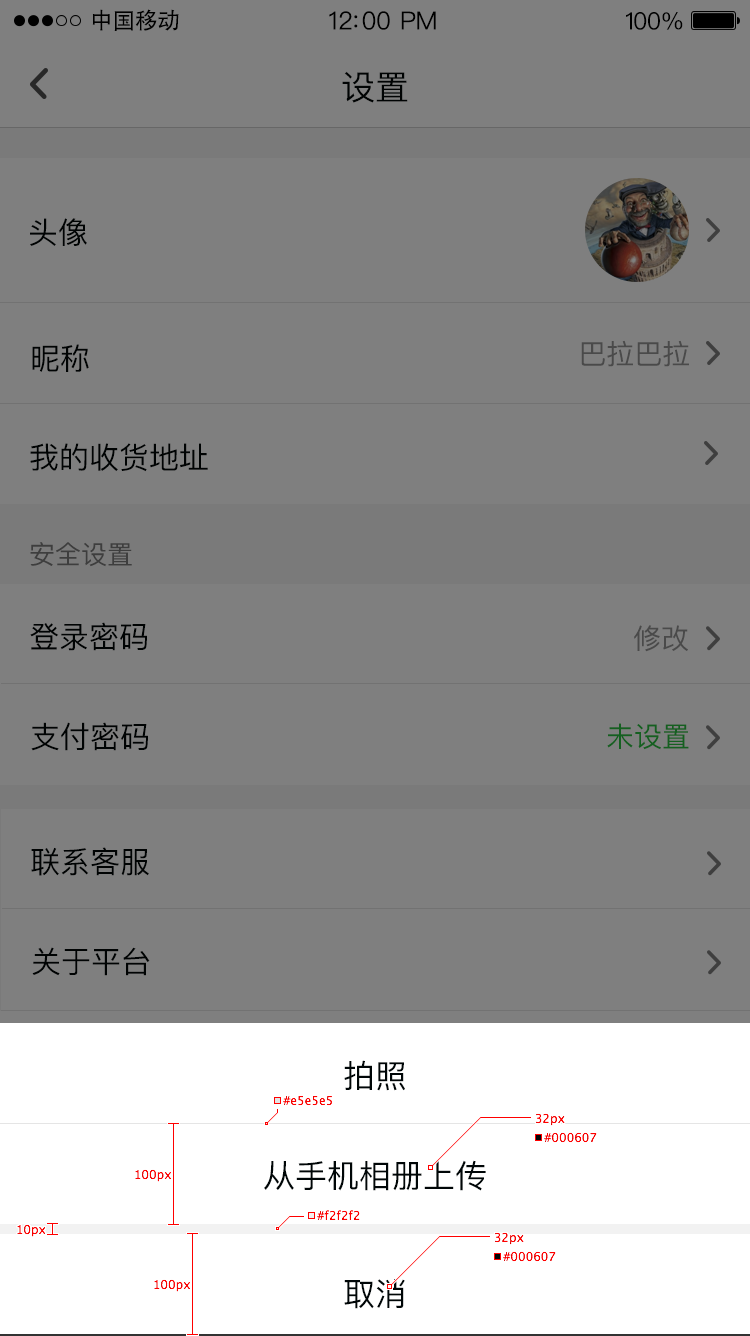 中国移动 12:00 PM 100%
设置
头像
昵称 巴拉巴拉
我的收货地址
安全设置
登录密码 修改
支付密码 未设置
联系客服
关于平台
拍照
#e5e5e5
32px
#000607
100px
从手机相册上传
#f2f2f2
10px
32px
#000607
100px
取消